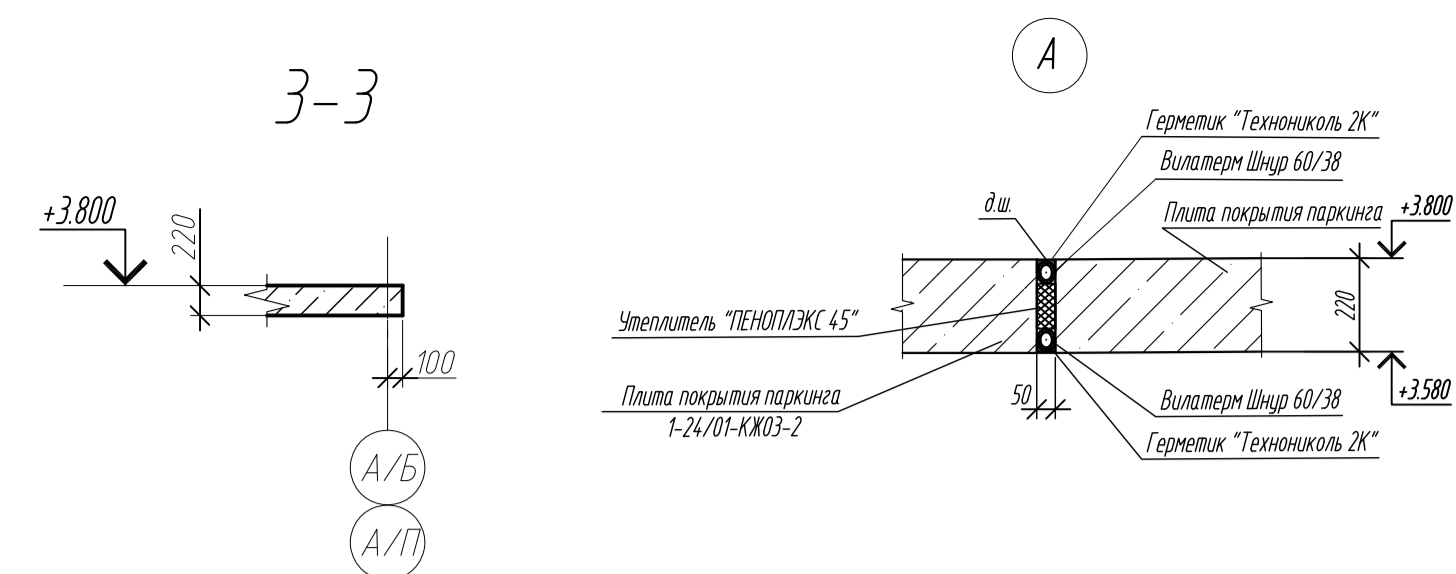 3-3
+3.800
220
100
А/Б
А/П
А
Герметик "Технониколь 2К"
Вилатерм Шнур 60/38
д.ш.
Плита покрытия паркинга
+3.800
Утеплитель "ПЕНОПЛЭКС 45"
220
Плита покрытия паркинга
1-24/01-КЖ03-2
50
+3.580
Вилатерм Шнур 60/38
Герметик "Технониколь 2К"